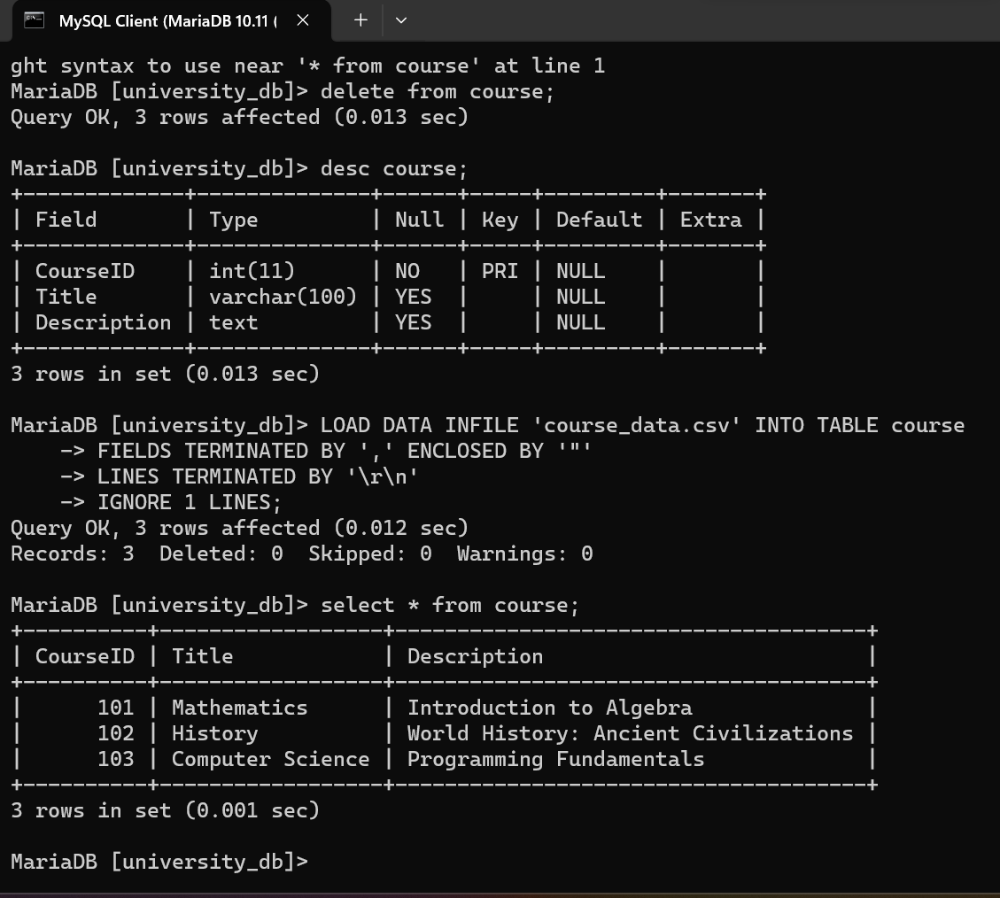 MySQL Client (MariaDB 10.11 (
ght syntax to use near '* from course' at line 1
MariaDB [university_db]> delete from course;
Query OK, 3 rows affected (0.013 sec)
MariaDB [university_db]> desc course;
+-------------+--------------+------+-----+---------+-------+
| Field       | Type         | Null | Key | Default | Extra |
+-------------+--------------+------+-----+---------+-------+
| CourseID    | int(11)      | NO   | PRI | NULL    |       |
| Title       | varchar(100) | YES  |     | NULL    |       |
| Description | text         | YES  |     | NULL    |       |
+-------------+--------------+------+-----+---------+-------+
3 rows in set (0.013 sec)
MariaDB [university_db]> LOAD DATA INFILE 'course_data.csv' INTO TABLE course
    -> FIELDS TERMINATED BY ',' ENCLOSED BY '"'
    -> LINES TERMINATED BY '\r\n'
    -> IGNORE 1 LINES;
Query OK, 3 rows affected (0.012 sec)
Records: 3  Deleted: 0  Skipped: 0  Warnings: 0
MariaDB [university_db]> select * from course;
+----------+------------------+--------------------------------------+
| CourseID | Title            | Description                          |
+----------+------------------+--------------------------------------+
|      101 | Mathematics      | Introduction to Algebra              |
|      102 | History          | World History: Ancient Civilizations |
|      103 | Computer Science | Programming Fundamentals             |
+----------+------------------+--------------------------------------+
3 rows in set (0.001 sec)
MariaDB [university_db]>